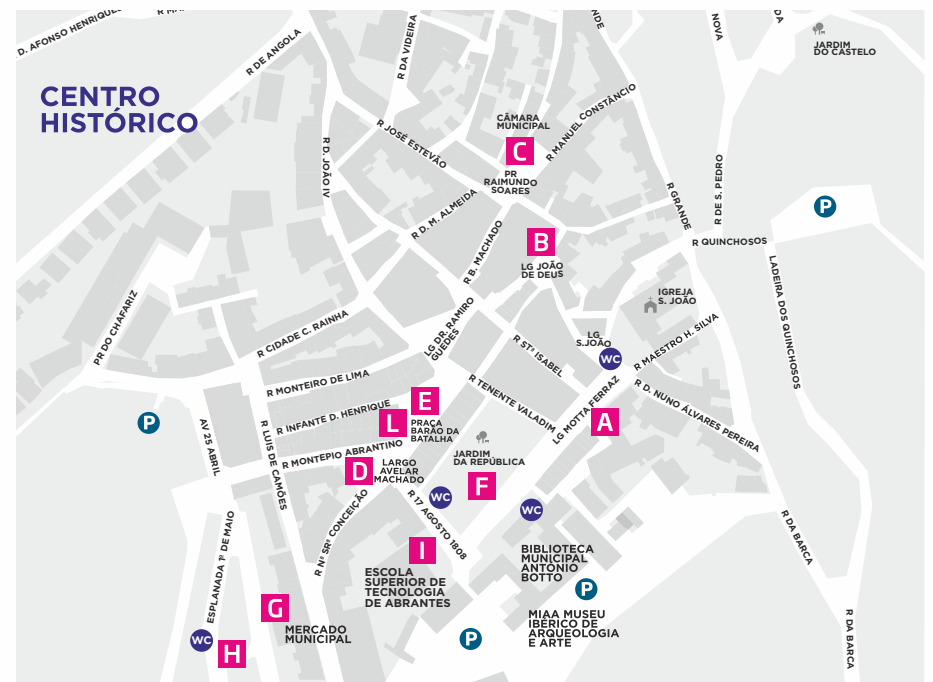 D. AFONSO HENRIQUES
R DE ANGOLA
R DA VIDEIRA
NOVA
JARDIM
DO CASTELO
CENTRO
HISTÓRICO
CÂMARA
MUNICIPAL
C
R MANUEL CONSTÂNCIO
R JOSÉ ESTEVÃO
R D. JOÃO IV
PR
RAIMUNDO
SOARES
R D. M. ALMEIDA
R GRANDE
R DE S. PEDRO
P
B
R B. MACHADO
R QUINCHOSOS
LG JOÃO
DE DEUS
LADEIRA DOS QUINCHOSOS
IGREJA
S. JOÃO
PR DO CHAFARIZ
R CIDADE C. RAINHA
LG DR. RAMIRO
GUEDES
R STª ISABEL
LG
S.JOÃO
WC
R MAESTRO H. SILVA
R MONTEIRO DE LIMA
R TENENTE VALADIM
LG MOTTA FERRAZ
R D. NUNO ÁLVARES PEREIRA
E
R INFANTE D. HENRIQUE
L
PRAÇA
BARÃO DA
BATALHA
A
P
AV 25 ABRIL
R LUIS DE CAMÕES
R MONTEPIO ABRANTINO
JARDIM
DA REPÚBLICA
D
LARGO
AVELAR
MACHADO
F
WC
WC
R 17 AGOSTO 1808
R Nª SRª CONCEIÇÃO
ESPLANADA 1º DE MAIO
R DA BARCA
I
BIBLIOTECA
MUNICIPAL
ANTÓNIO
BOTTO
ESCOLA
SUPERIOR DE
TECNOLOGIA
DE ABRANTES
P
G
MERCADO
MUNICIPAL
MIAA MUSEU
IBÉRICO DE
ARQUEOLOGIA
E ARTE
WC
H
P
R DA BARCA